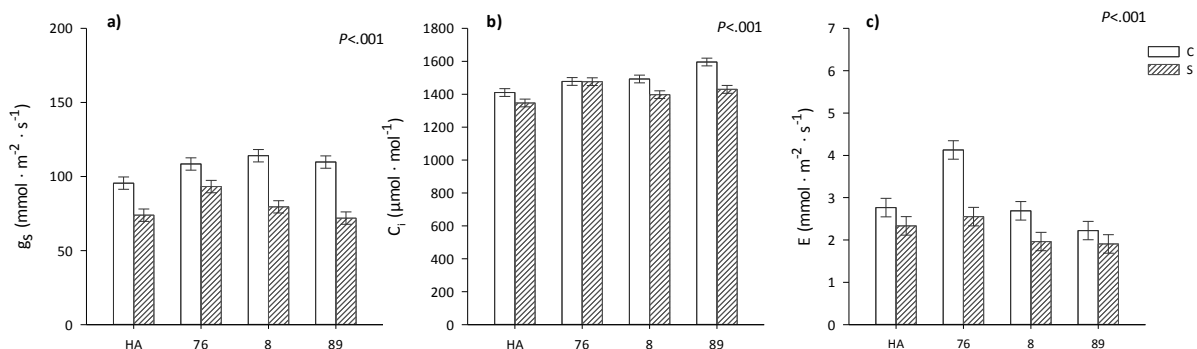 a)
P<.001
200
150
100
50
0
gS (mmol · m-2 · s-1)
HA 76 8 89
b)
P<.001
1800
1600
1400
1200
1000
800
600
400
200
0
Ci (μmol · mol-1)
HA 76 8 89
c)
P<.001
7
6
5
4
3
2
1
0
E (mmol · m-2 · s-1)
HA 76 8 89
C
S